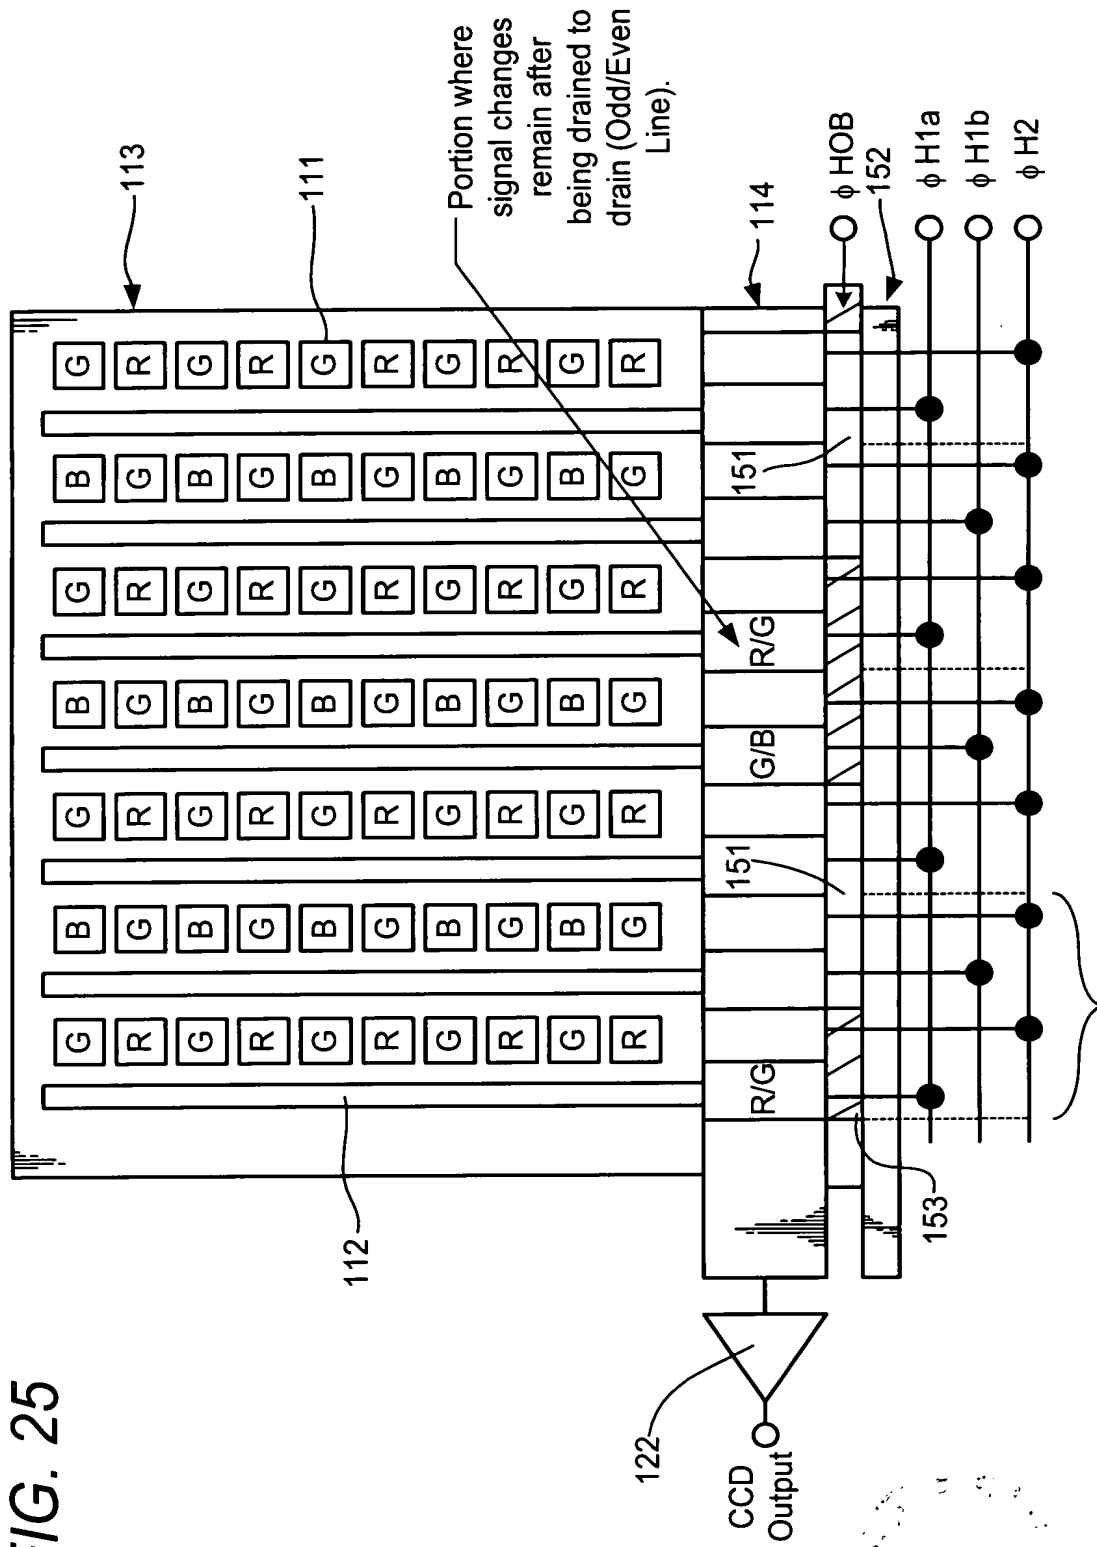 FIG. 25
G B G B G B G
R G R G R G R
113
G B G B G B G
R G R G R G R
G B G B G B G
111
R G R G R G R
112
G B G B G B G
R G R G R G R
G B G B G B G
R G R G R G R
Portion where
signal changes
remain after
being drained to
drain (Odd/Even
Line).
122
CCD
Output
R/G G/B R/G
114
151
151
φ HOB
152
153
φ H1a
φ H1b
φ H2